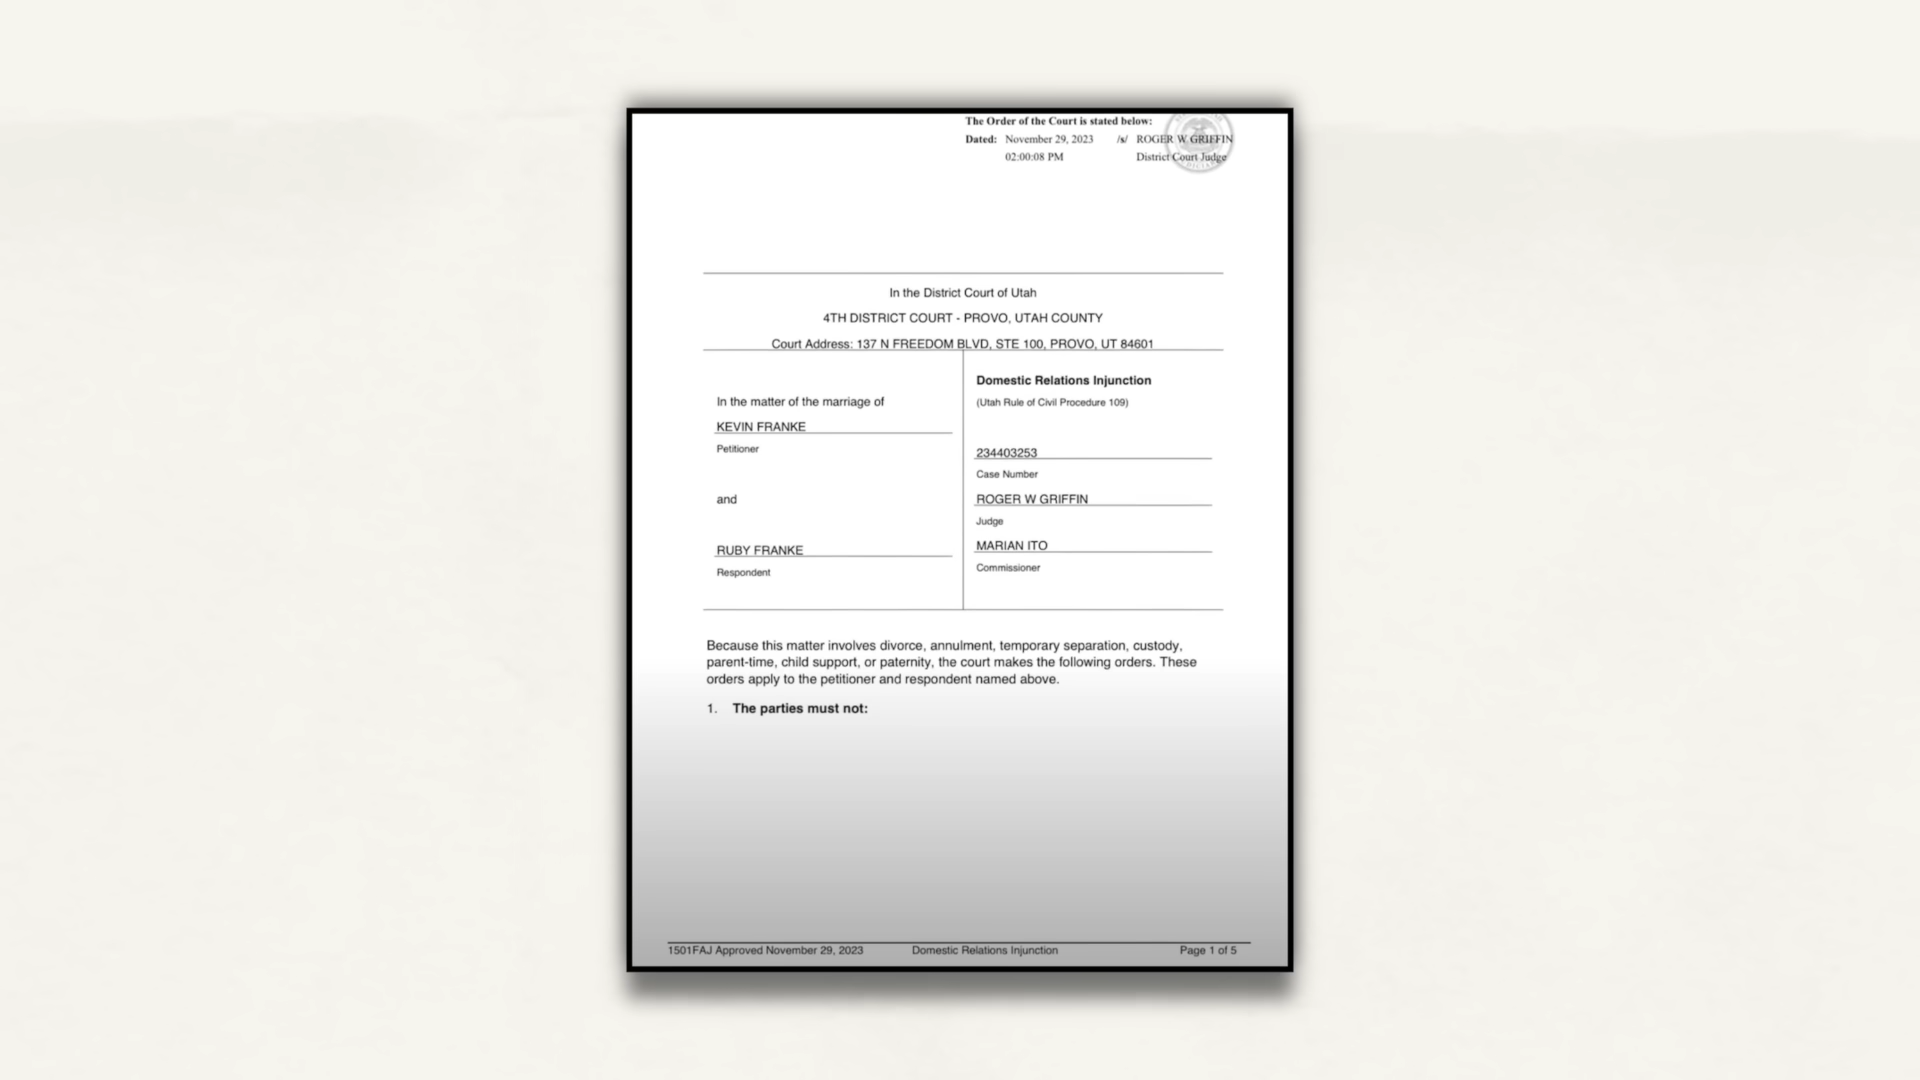 The Order of the Court is stated below:
Dated: November 29, 2023 /s/ ROGER W GRIFFIN
02:00:08 PM District Court Judge
In the District Court of Utah
4TH DISTRICT COURT - PROVO, UTAH COUNTY
Court Address: 137 N FREEDOM BLVD, STE 100, PROVO, UT 84601
In the matter of the marriage of
KEVIN FRANKE
Petitioner
and
RUBY FRANKE
Respondent
Domestic Relations Injunction
(Utah Rule of Civil Procedure 109)
234403253
Case Number
ROGER W GRIFFIN
Judge
MARIAN ITO
Commissioner
Because this matter involves divorce, annulment, temporary separation, custody,
parent-time, child support, or paternity, the court makes the following orders. These
orders apply to the petitioner and respondent named above.
1. The parties must not:
1501FAJ Approved November 29, 2023 Domestic Relations Injunction Page 1 of 5